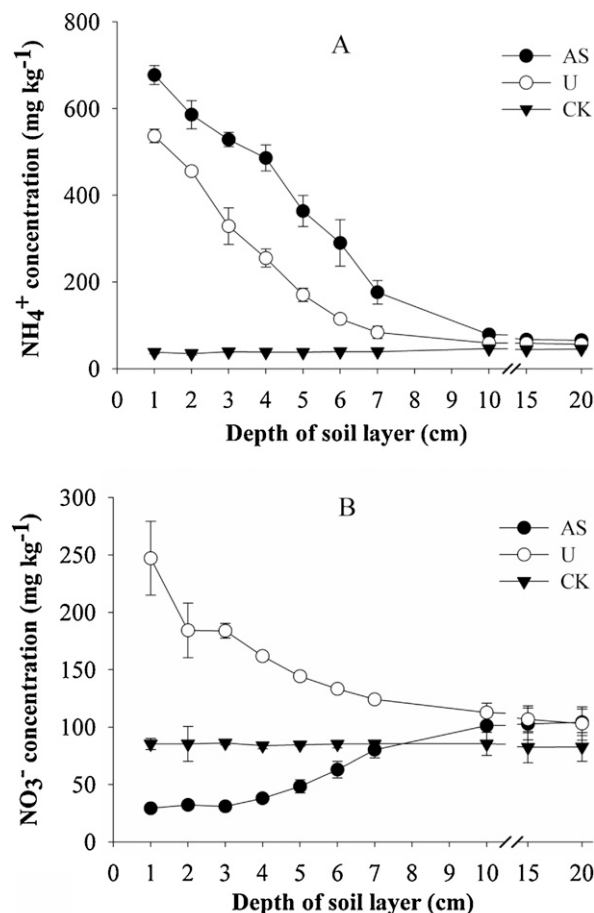 A
800
600
400
200
0
NH₄⁺ concentration (mg kg⁻¹)
AS
U
CK
0 1 2 3 4 5 6 7 8 9 10 15 20
Depth of soil layer (cm)
B
300
250
200
150
100
50
0
NO₃⁻ concentration (mg kg⁻¹)
AS
U
CK
0 1 2 3 4 5 6 7 8 9 10 15 20
Depth of soil layer (cm)